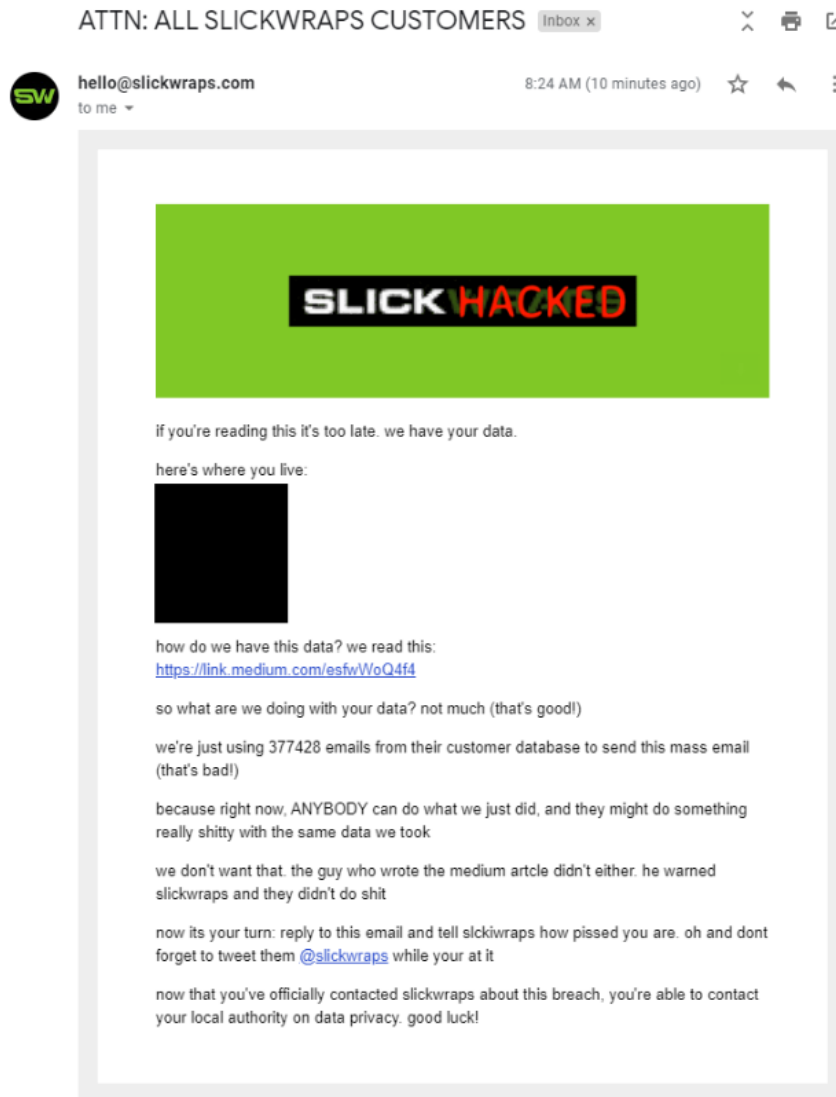 ATTN: ALL SLICKWRAPS CUSTOMERS Inbox x
SW
hello@slickwraps.com 8:24 AM (10 minutes ago)
to me
SLICK HACKED
if you're reading this it's too late. we have your data.
here's where you live:
how do we have this data? we read this:
https://link.medium.com/esfwWoQ4f4
so what are we doing with your data? not much (that's good!)
we're just using 377428 emails from their customer database to send this mass email
(that's bad!)
because right now, ANYBODY can do what we just did, and they might do something
really shitty with the same data we took
we don't want that. the guy who wrote the medium artcle didn't either. he warned
slickwraps and they didn't do shit
now its your turn: reply to this email and tell slckiwraps how pissed you are. oh and dont
forget to tweet them @slickwraps while your at it
now that you've officially contacted slickwraps about this breach, you're able to contact
your local authority on data privacy. good luck!